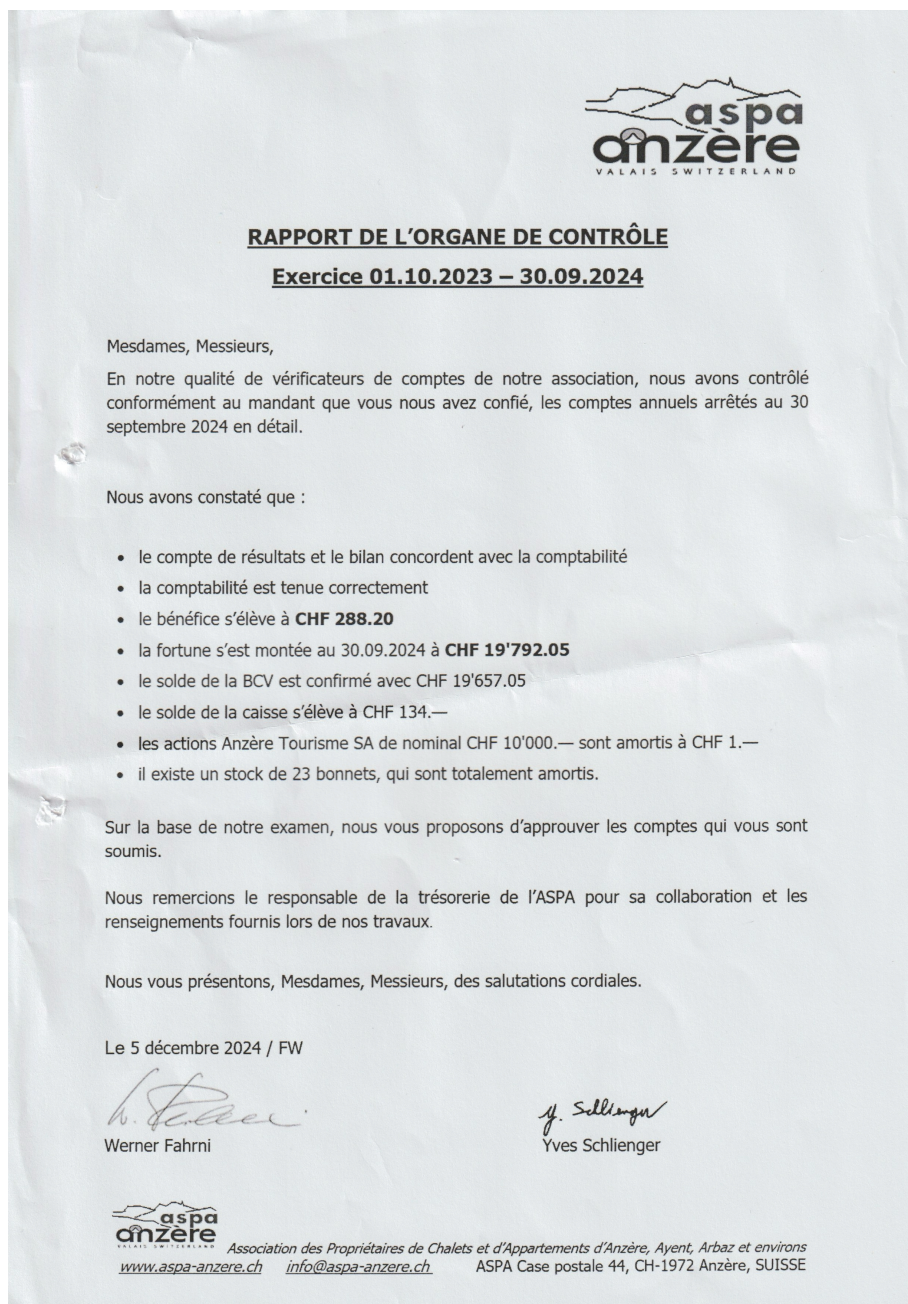 aspa
anzère
VALAIS SWITZERLAND
RAPPORT DE L'ORGANE DE CONTRÔLE
Exercice 01.10.2023 – 30.09.2024
Mesdames, Messieurs,
En notre qualité de vérificateurs de comptes de notre association, nous avons contrôlé
conformément au mandant que vous nous avez confié, les comptes annuels arrêtés au 30
septembre 2024 en détail.
Nous avons constaté que :
• le compte de résultats et le bilan concordent avec la comptabilité
• la comptabilité est tenue correctement
• le bénéfice s'élève à CHF 288.20
• la fortune s'est montée au 30.09.2024 à CHF 19'792.05
• le solde de la BCV est confirmé avec CHF 19'657.05
• le solde de la caisse s'élève à CHF 134.—
• les actions Anzère Tourisme SA de nominal CHF 10'000.— sont amortis à CHF 1.—
• il existe un stock de 23 bonnets, qui sont totalement amortis.
Sur la base de notre examen, nous vous proposons d'approuver les comptes qui vous sont
soumis.
Nous remercions le responsable de la trésorerie de l'ASPA pour sa collaboration et les
renseignements fournis lors de nos travaux.
Nous vous présentons, Mesdames, Messieurs, des salutations cordiales.
Le 5 décembre 2024 / FW
Y. Schlienger
Werner Fahrni Yves Schlienger
aspa
anzère
VALAIS SWITZERLAND
Association des Propriétaires de Chalets et d'Appartements d'Anzère, Ayent, Arbaz et environs
www.aspa-anzere.ch info@aspa-anzere.ch ASPA Case postale 44, CH-1972 Anzère, SUISSE